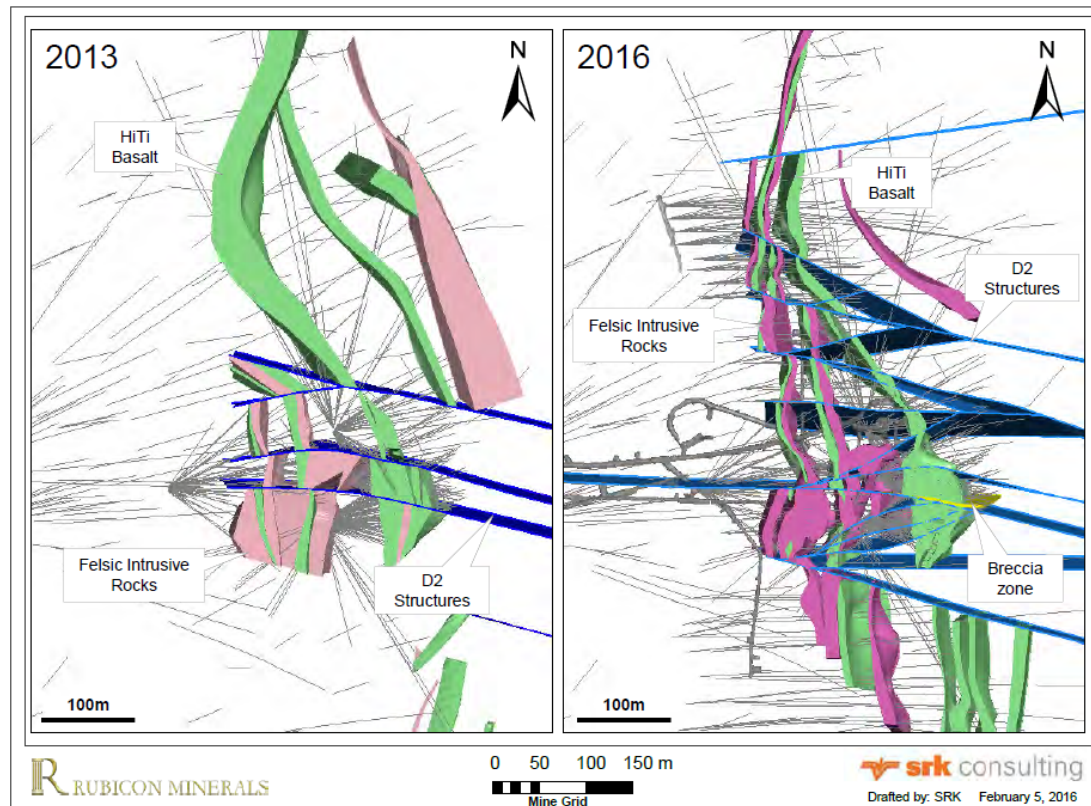 2013
N
HiTi
Basalt
Felsic Intrusive
Rocks
D2
Structures
100m
2016
N
HiTi
Basalt
D2
Structures
Felsic Intrusive
Rocks
Breccia
zone
100m
R RUBICON MINERALS
0 50 100 150 m
Mine Grid
srk consulting
Drafted by: SRK February 5, 2016